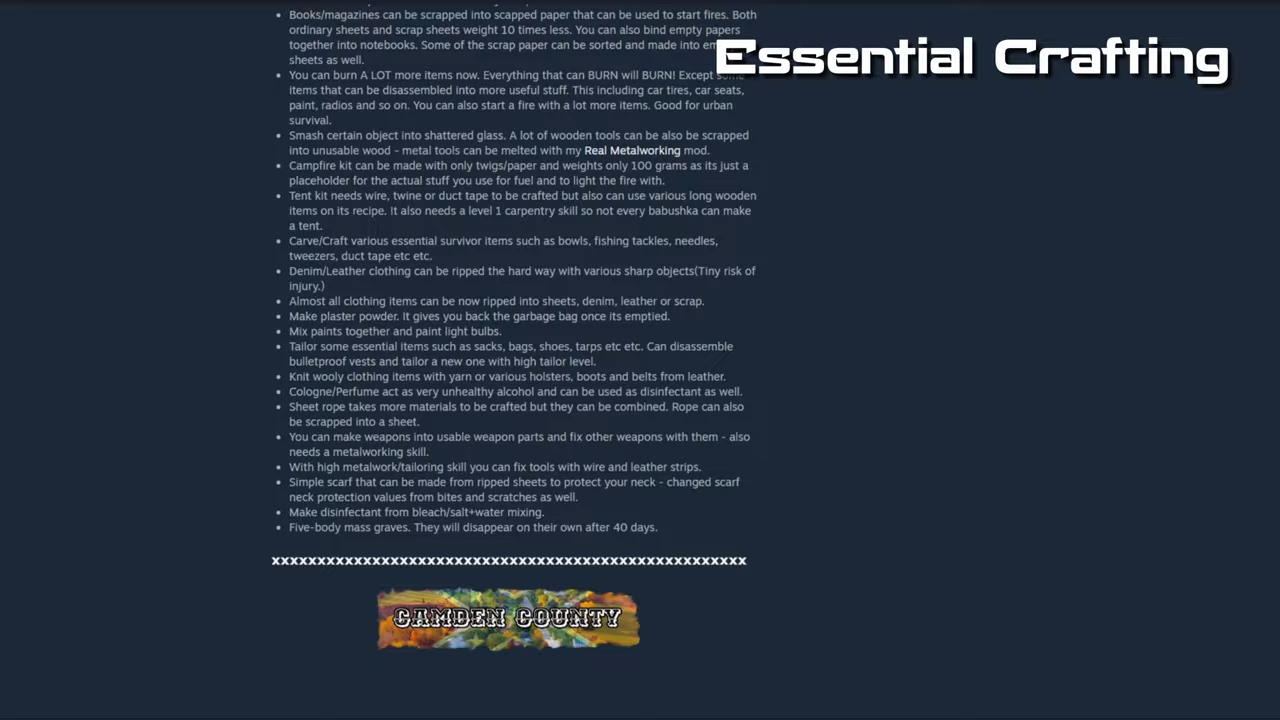 Books/magazines can be scrapped into scapped paper that can be used to start fires. Both
ordinary sheets and scrap sheets weight 10 times less. You can also bind empty papers
together into notebooks. Some of the scrap paper can be sorted and made into
sheets as well.
Essential Crafting
You can burn A LOT more items now. Everything that can BURN will BURN! Except some
items that can be disassembled into more useful stuff. This including car tires, car seats,
paint, radios and so on. You can also start a fire with a lot more items. Good for urban
survival.
Smash certain object into shattered glass. A lot of wooden tools can be also be scrapped
into unusable wood - metal tools can be melted with my Real Metalworking mod.
Campfire kit can be made with only twigs/paper and weights only 100 grams as its just a
placeholder for the actual stuff you use for fuel and to light the fire with.
Tent kit needs wire, twine or duct tape to be crafted but also can use various long wooden
items on its recipe. It also needs a level 1 carpentry skill so not every babushka can make
a tent.
Carve/Craft various essential survivor items such as bowls, fishing tackles, needles,
tweezers, duct tape etc etc.
Denim/Leather clothing can be ripped the hard way with various sharp objects(Tiny risk of
injury.)
Almost all clothing items can be now ripped into sheets, denim, leather or scrap.
Make plaster powder. It gives you back the garbage bag once its emptied.
Mix paints together and paint light bulbs.
Tailor some essential items such as sacks, bags, shoes, tarps etc etc. Can disassemble
bulletproof vests and tailor a new one with high tailor level.
Knit wooly clothing items with yarn or various holsters, boots and belts from leather.
Cologne/Perfume act as very unhealthy alcohol and can be used as disinfectant as well.
Sheet rope takes more materials to be crafted but they can be combined. Rope can also
be scrapped into a sheet.
You can make weapons into usable weapon parts and fix other weapons with them - also
needs a metalworking skill.
With high metalwork/tailoring skill you can fix tools with wire and leather strips.
Simple scarf that can be made from ripped sheets to protect your neck - changed scarf
neck protection values from bites and scratches as well.
Make disinfectant from bleach/salt+water mixing.
Five-body mass graves. They will disappear on their own after 40 days.
xxxxxxxxxxxxxxxxxxxxxxxxxxxxxxxxxxxxxxxxxxxxxxxxxxxx
CAMDEN COUNTY